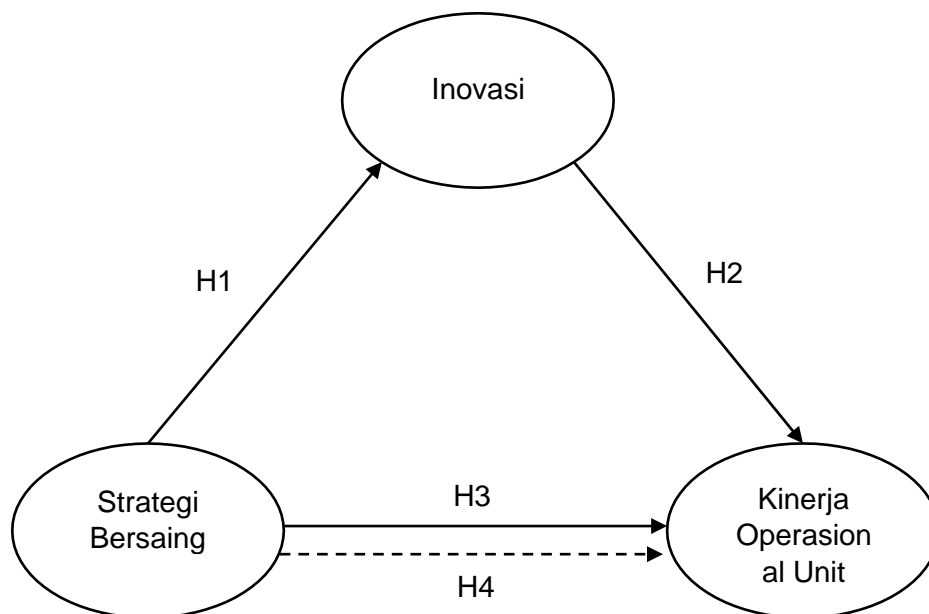 Inovasi
H1
H2
Strategi
Bersaing
H3
H4
Kinerja
Operasion
al Unit